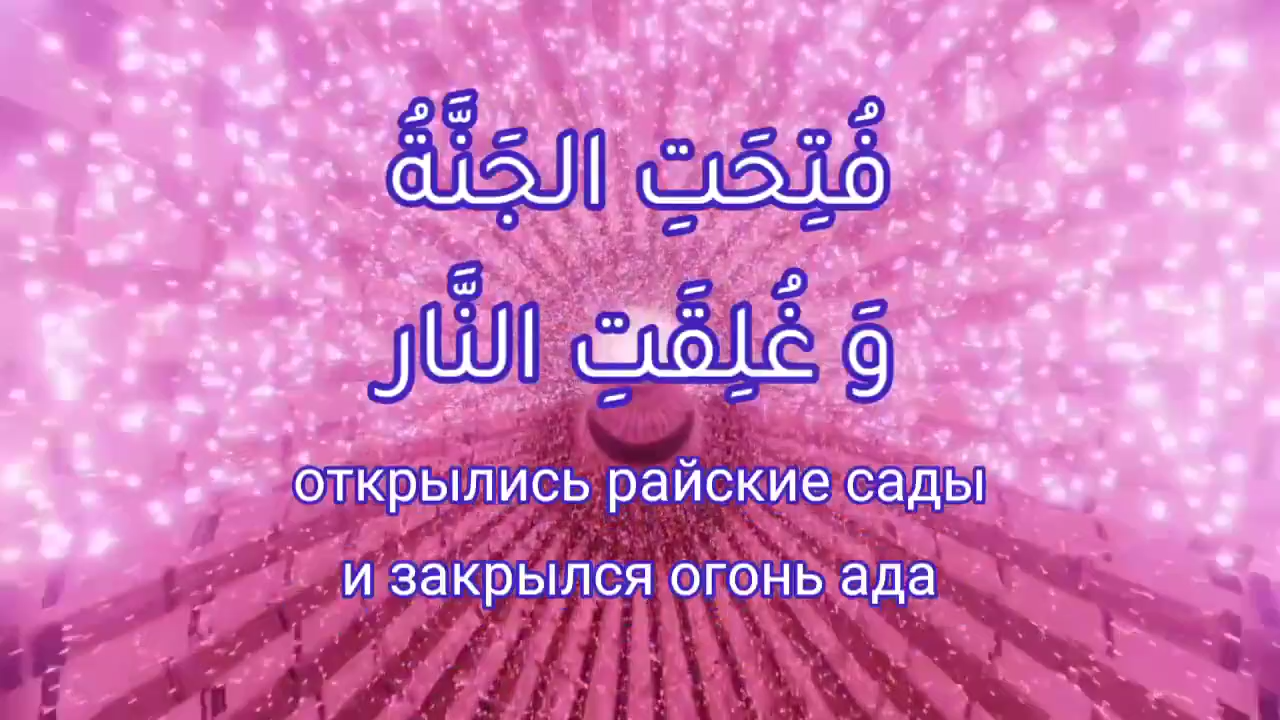 فُتِحَتِ الجَنَّةُ
وَ غُلِقَتِ النَّار
открылись райские сады
и закрылся огонь ада